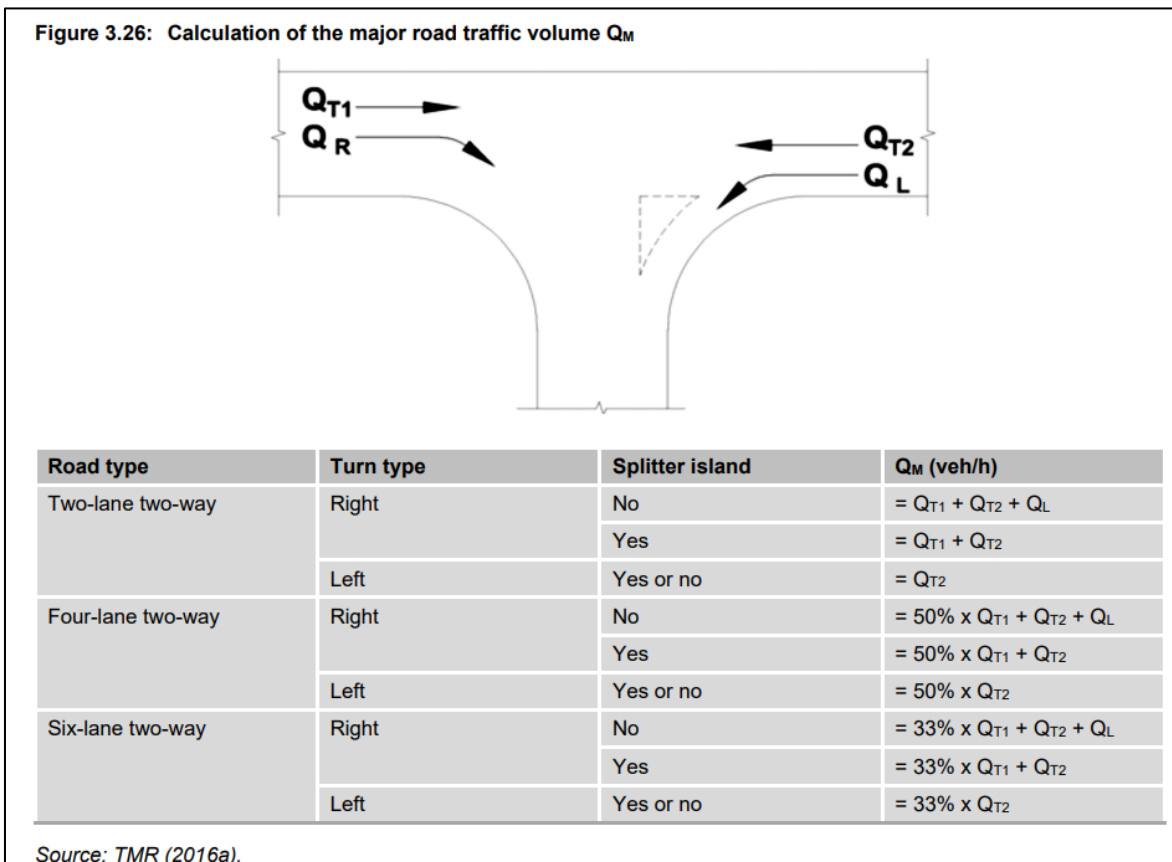 Figure 3.26: Calculation of the major road traffic volume QM
QT1
QR
QT2
QL
Road type Turn type Splitter island QM (veh/h)
Two-lane two-way Right No = QT1 + QT2 + QL
Yes = QT1 + QT2
Left Yes or no = QT2
Four-lane two-way Right No = 50% x QT1 + QT2 + QL
Yes = 50% x QT1 + QT2
Left Yes or no = 50% x QT2
Six-lane two-way Right No = 33% x QT1 + QT2 + QL
Yes = 33% x QT1 + QT2
Left Yes or no = 33% x QT2
Source: TMR (2016a).